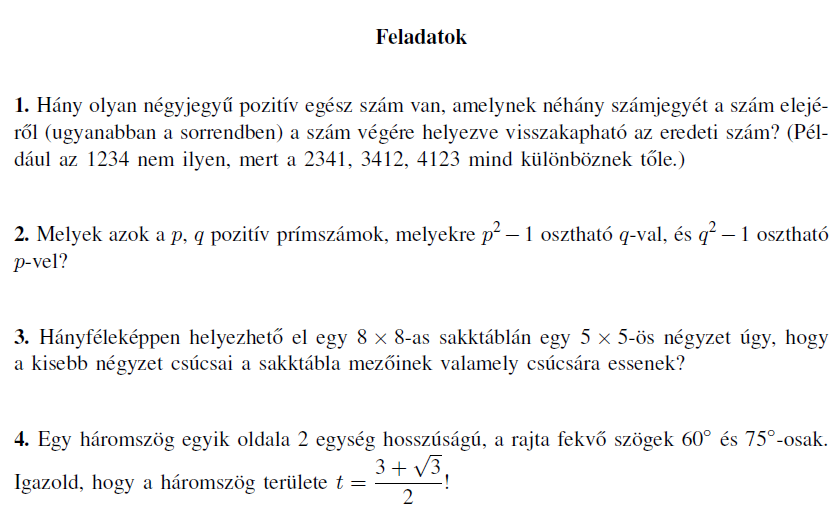 Feladatok
1. Hány olyan négyjegyű pozitív egész szám van, amelynek néhány számjegyét a szám elejé-
ről (ugyanabban a sorrendben) a szám végére helyezve visszakapható az eredeti szám? (Pél-
dául az 1234 nem ilyen, mert a 2341, 3412, 4123 mind különböznek tőle.)
2. Melyek azok a p, q pozitív prímszámok, melyekre p² – 1 osztható q-val, és q² – 1 osztható
p-vel?
3. Hányféleképpen helyezhető el egy 8 × 8-as sakktáblán egy 5 × 5-ös négyzet úgy, hogy
a kisebb négyzet csúcsai a sakktábla mezőinek valamely csúcsára essenek?
4. Egy háromszög egyik oldala 2 egység hosszúságú, a rajta fekvő szögek 60° és 75°-osak.
Igazold, hogy a háromszög területe t = (3 + √3)/2!